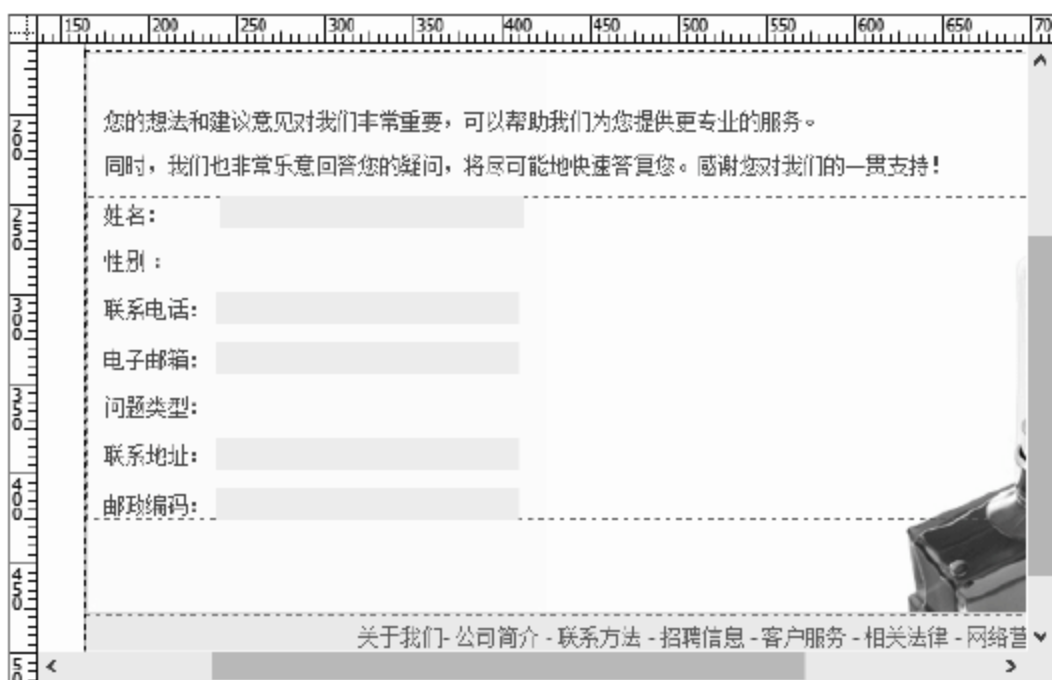 150 200 250 300 350 400 450 500 550 600 650 70
您的想法和建议意见对我们非常重要，可以帮助我们为您提供更专业的服务。
同时，我们也非常乐意回答您的疑问，将尽可能地快速答复您。感谢您对我们的一贯支持！
200
姓名：
250
性别：
联系电话：
300
电子邮箱：
问题类型：
350
联系地址：
邮政编码：
400
450
关于我们- 公司简介 - 联系方法 - 招聘信息 - 客户服务 - 相关法律 - 网络营
50